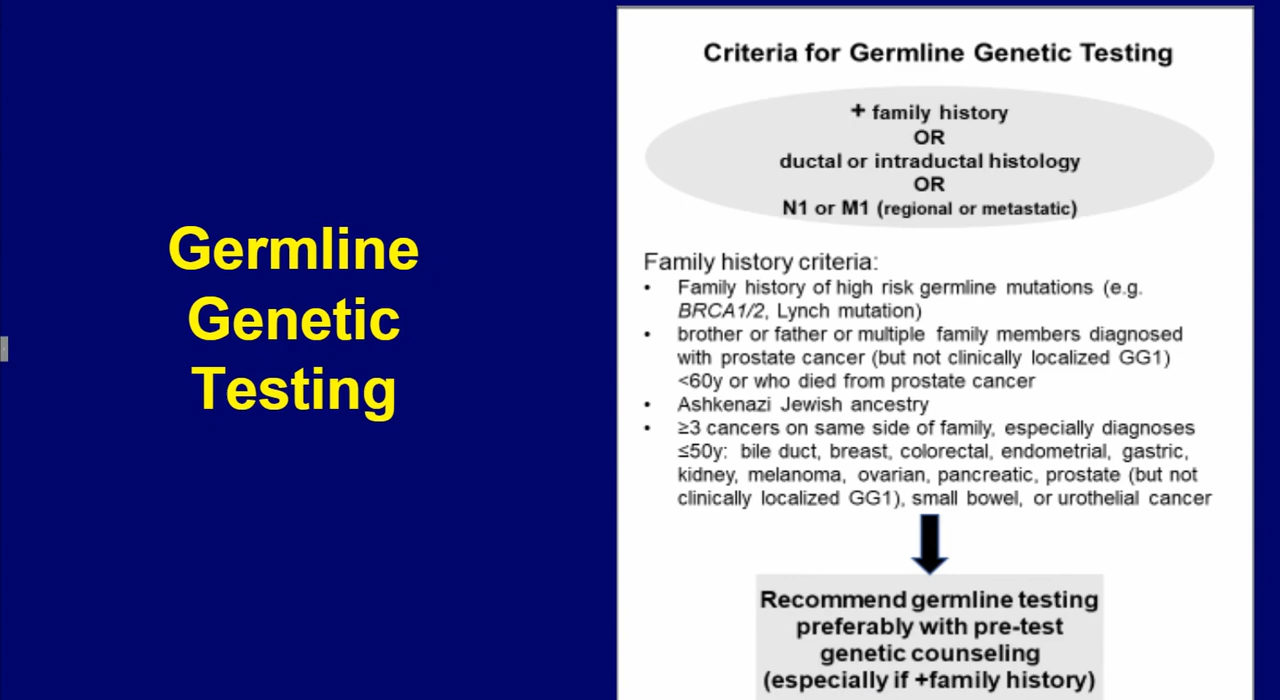 Germline
Genetic
Testing
Criteria for Germline Genetic Testing
+ family history
OR
ductal or intraductal histology
OR
N1 or M1 (regional or metastatic)
Family history criteria:
• Family history of high risk germline mutations (e.g.
BRCA1/2, Lynch mutation)
• brother or father or multiple family members diagnosed
with prostate cancer (but not clinically localized GG1)
<60y or who died from prostate cancer
• Ashkenazi Jewish ancestry
• ≥3 cancers on same side of family, especially diagnoses
≤50y: bile duct, breast, colorectal, endometrial, gastric,
kidney, melanoma, ovarian, pancreatic, prostate (but not
clinically localized GG1), small bowel, or urothelial cancer
Recommend germline testing
preferably with pre-test
genetic counseling
(especially if +family history)